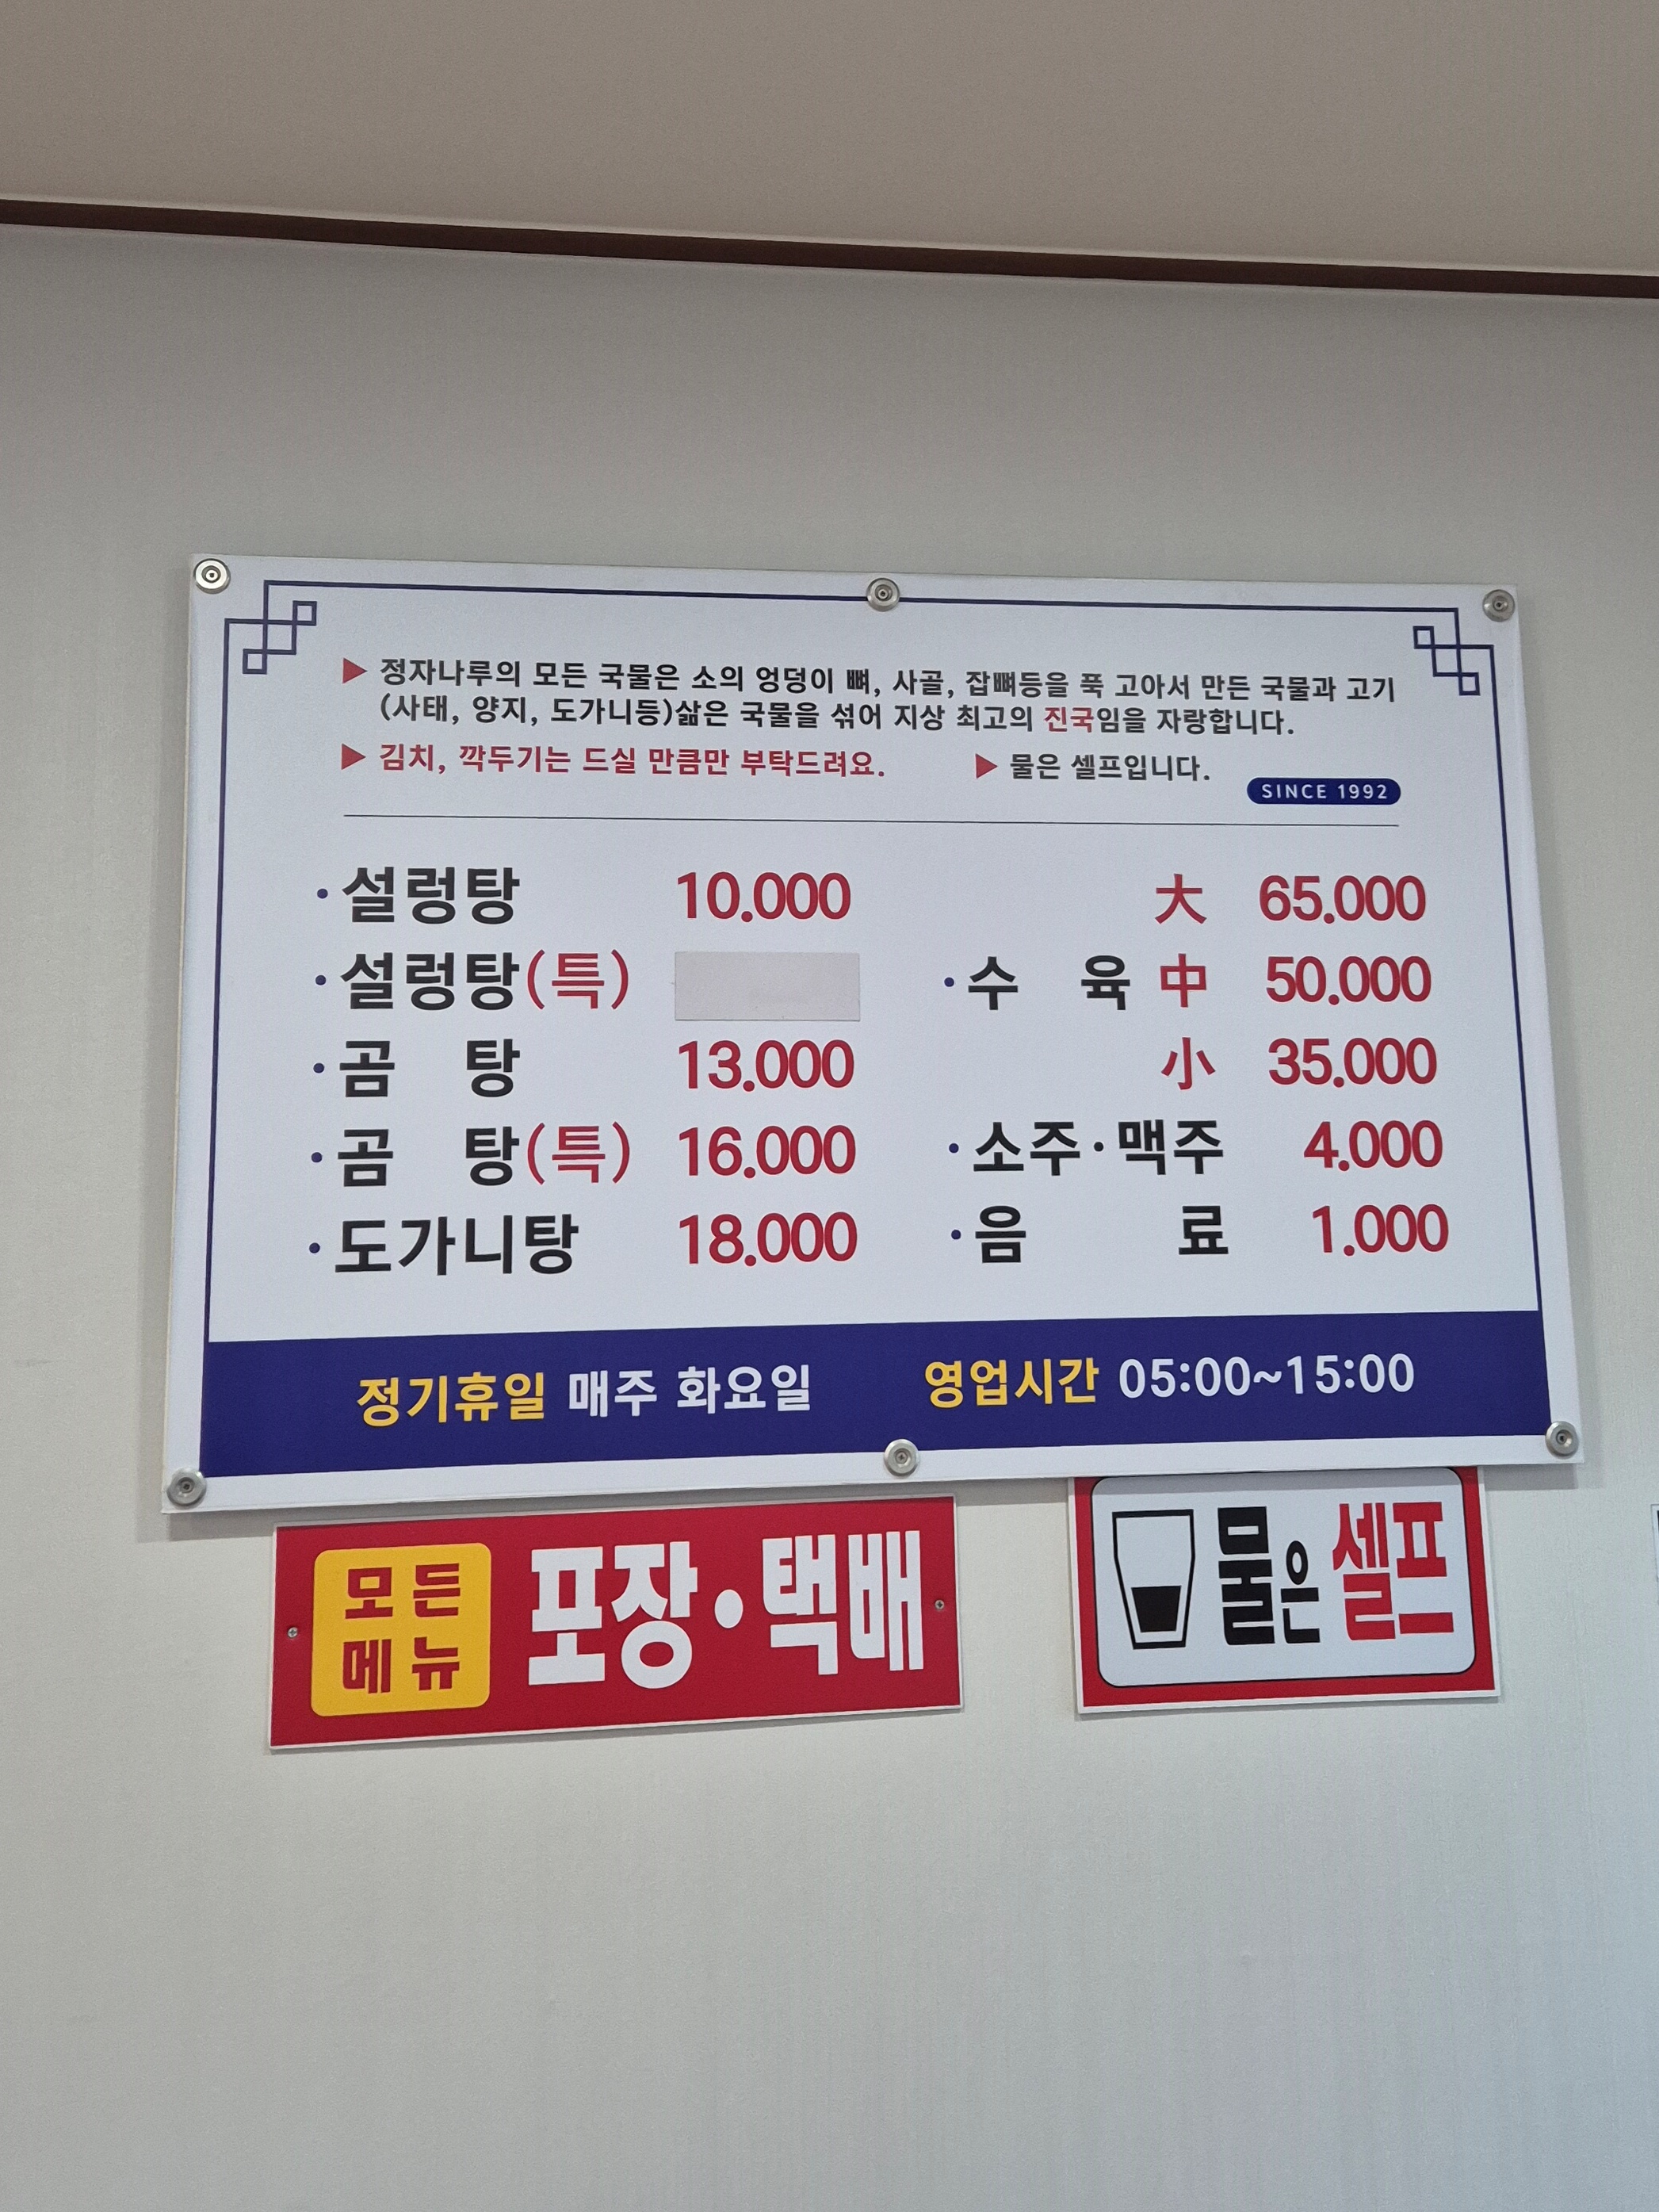 ▶ 정자나루의 모든 국물은 소의 엉덩이 뼈, 사골, 잡뼈등을 푹 고아서 만든 국물과 고기
(사태, 양지, 도가니등)삶은 국물을 섞어 지상 최고의 진국임을 자랑합니다.
▶ 김치, 깍두기는 드실 만큼만 부탁드려요. ▶ 물은 셀프입니다.
SINCE 1992
·설렁탕 10.000
·설렁탕(특)
·곰 탕 13.000
·곰 탕(특) 16.000
·도가니탕 18.000
大 65.000
·수 육 中 50.000
小 35.000
·소주·맥주 4.000
·음 료 1.000
정기휴일 매주 화요일 영업시간 05:00~15:00
모든
메뉴
포장·택배
물은 셀프